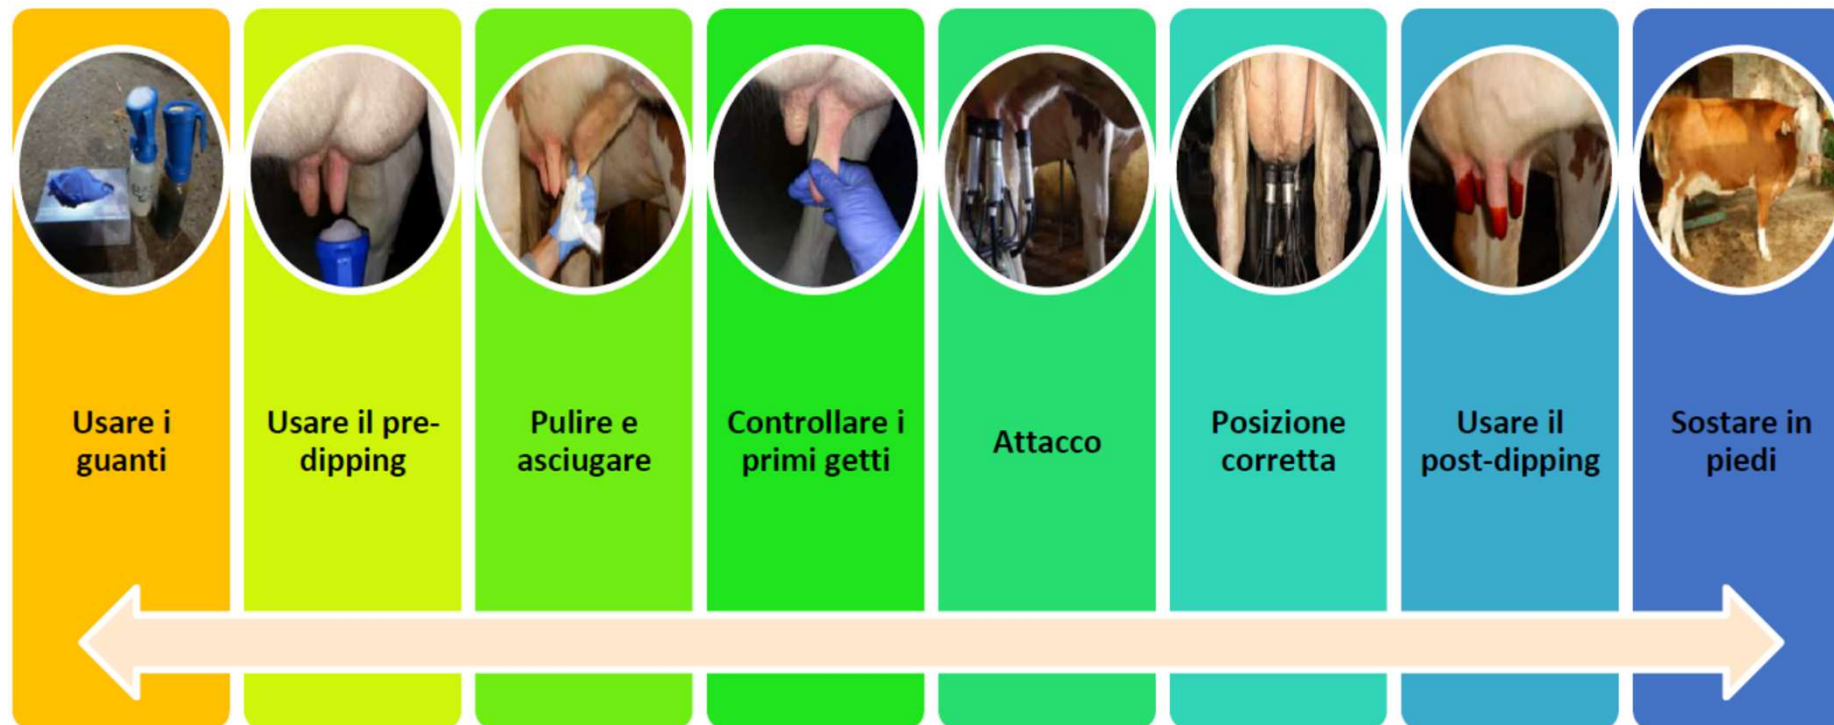 Usare i
guanti
Usare il pre-
dipping
Pulire e
asciugare
Controllare i
primi getti
Attacco
Posizione
corretta
Usare il
post-dipping
Sostare in
piedi